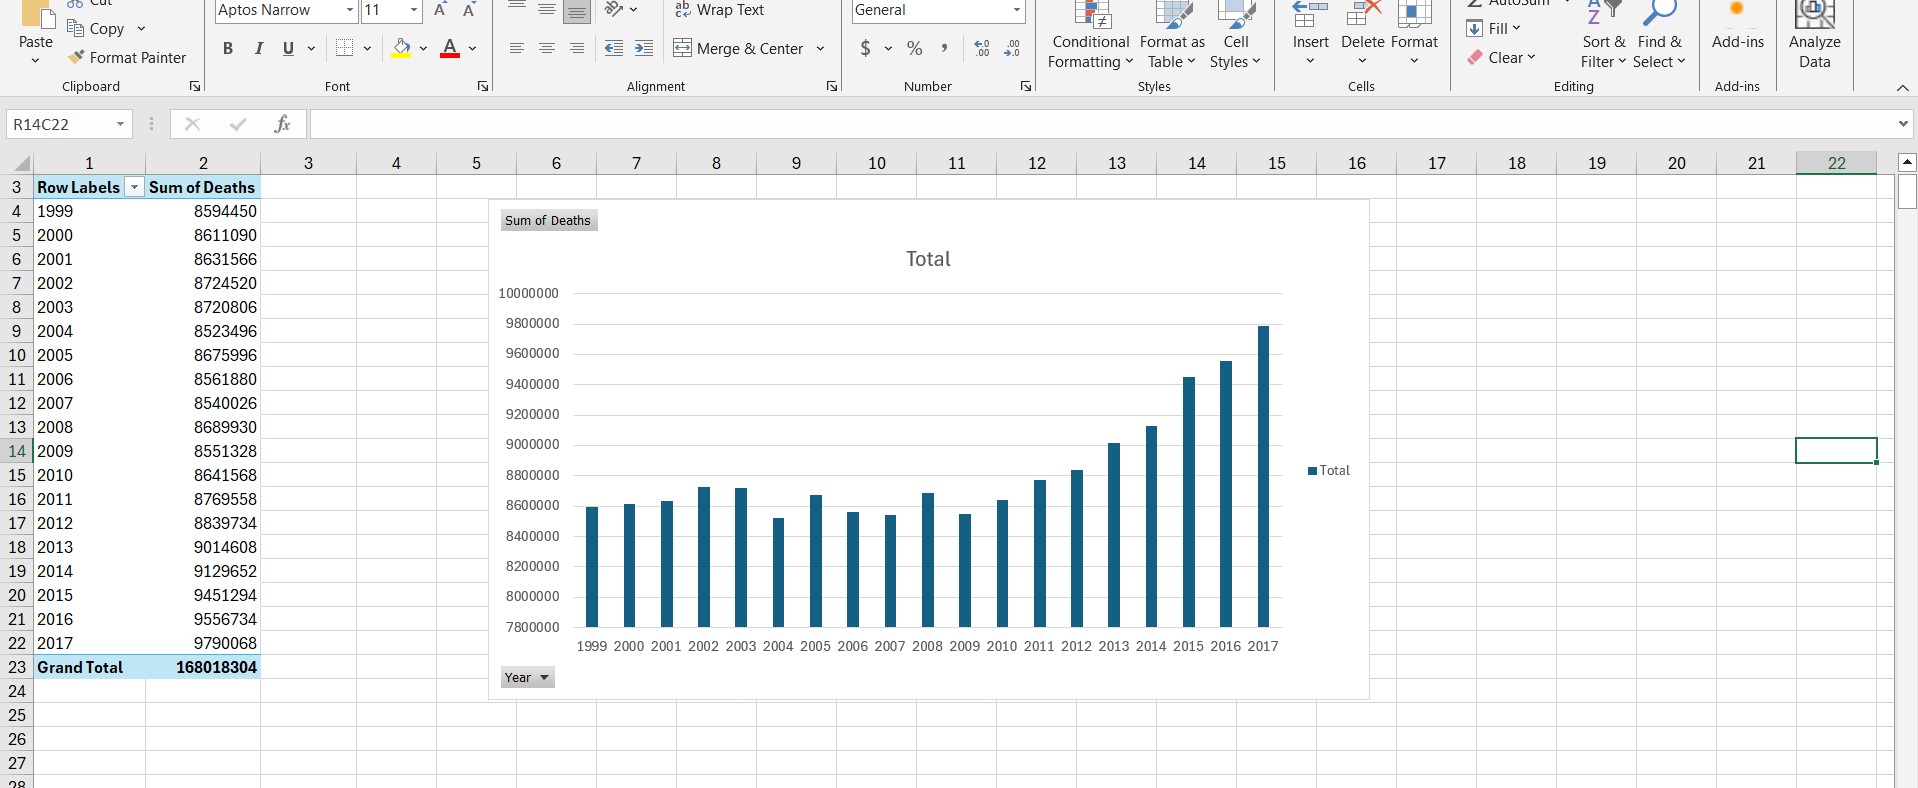 Cut
Paste
Copy
Format Painter
Clipboard
Aptos Narrow
11
A A
B I U
A
Font
ab
Wrap Text
Merge & Center
Alignment
General
$ % ,
Number
Conditional Formatting
Format as Table
Cell Styles
Styles
Insert
Delete
Format
Cells
AutoSum
Fill
Clear
Sort & Filter
Find & Select
Editing
Add-ins
Add-ins
Analyze Data
R14C22
fx
1 2 3 4 5 6 7 8 9 10 11 12 13 14 15 16 17 18 19 20 21 22
3 Row Labels Sum of Deaths
4 1999 8594450
5 2000 8611090
6 2001 8631566
7 2002 8724520
8 2003 8720806
9 2004 8523496
10 2005 8675996
11 2006 8561880
12 2007 8540026
13 2008 8689930
14 2009 8551328
15 2010 8641568
16 2011 8769558
17 2012 8839734
18 2013 9014608
19 2014 9129652
20 2015 9451294
21 2016 9556734
22 2017 9790068
23 Grand Total 168018304
24
25
26
27
28
Sum of Deaths
Total
10000000
9800000
9600000
9400000
9200000
9000000
8800000
8600000
8400000
8200000
8000000
7800000
1999 2000 2001 2002 2003 2004 2005 2006 2007 2008 2009 2010 2011 2012 2013 2014 2015 2016 2017
Total
Year